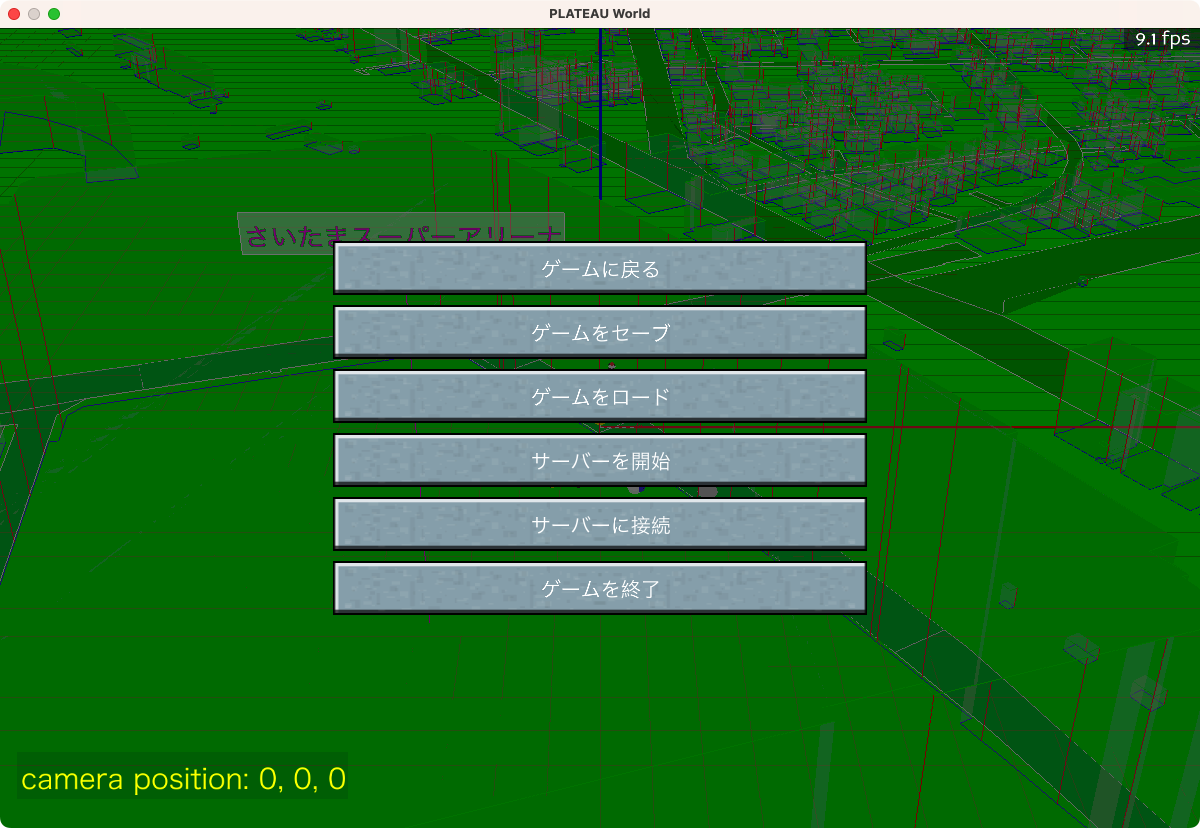 PLATEAU World
9.1 fps
さいたまスーパーアリーナ
ゲームに戻る
ゲームをセーブ
ゲームをロード
サーバーを開始
サーバーに接続
ゲームを終了
camera position: 0, 0, 0